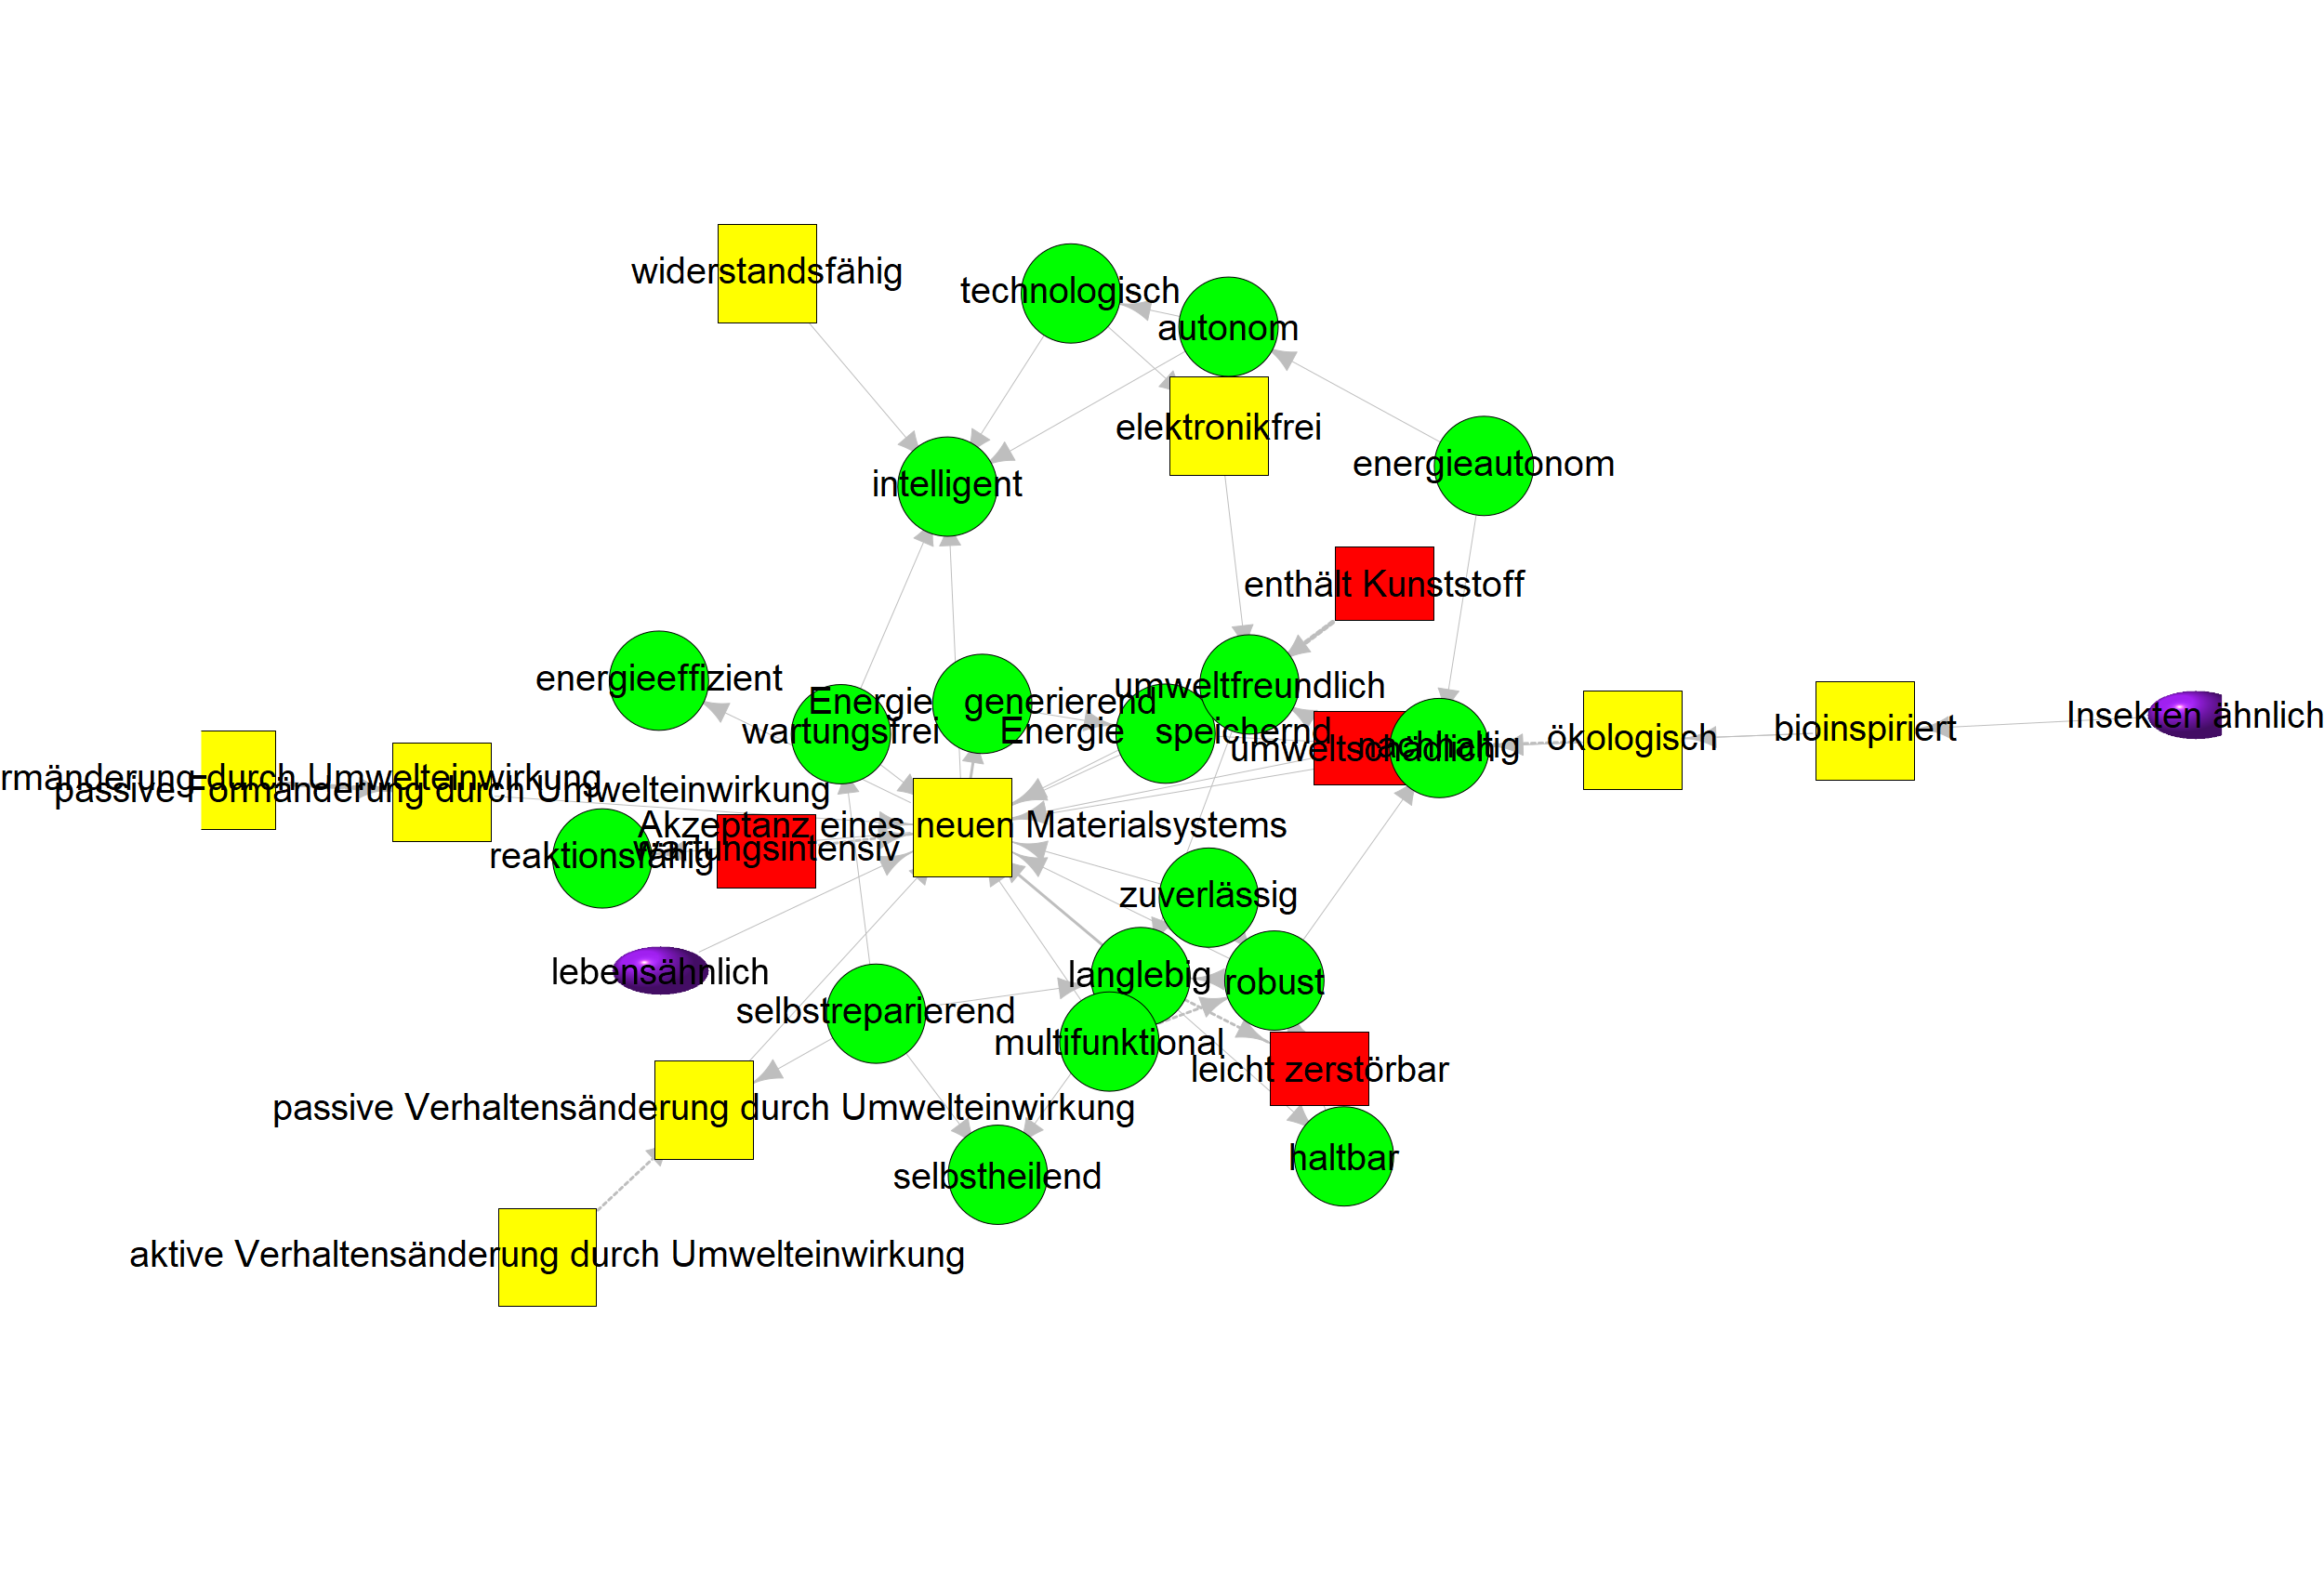 widerstandsfähig
technologisch
autonom
elektronikfrei
energieautonom
intelligent
enthält Kunststoff
energieeffizient
umweltfreundlich
Energie generierend
wartungsfrei
Energie speichernd
umweltschädlich
nachhaltig
ökologisch
bioinspiriert
Insekten ähnlich
durch Umwelteinwirkung
passive Formänderung durch Umwelteinwirkung
Akzeptanz eines neuen Materialsystems
wartungsintensiv
reaktionsfähig
zuverlässig
lebensähnlich
langlebig
robust
selbstreparierend
multifunktional
leicht zerstörbar
passive Verhaltensänderung durch Umwelteinwirkung
haltbar
selbstheilend
aktive Verhaltensänderung durch Umwelteinwirkung